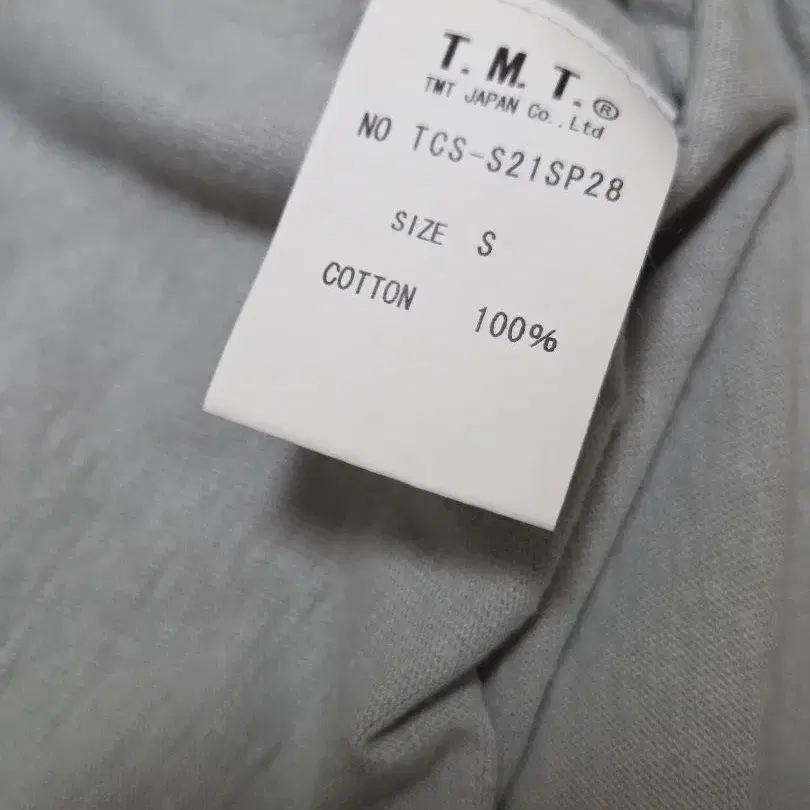 T. M. T.®
TMT JAPAN Co.,Ltd
NO TCS-S21SP28
SIZE S
COTTON 100%